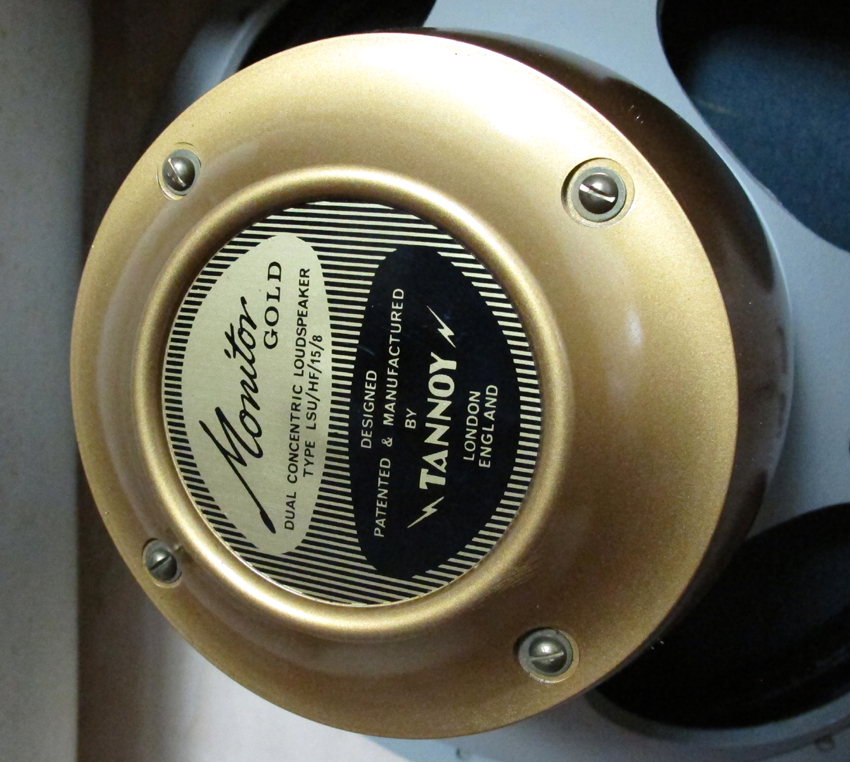 Monitor
GOLD
DUAL CONCENTRIC LOUDSPEAKER
TYPE LSU/HF/15/8
DESIGNED
PATENTED & MANUFACTURED
BY
TANNOY
LONDON
ENGLAND